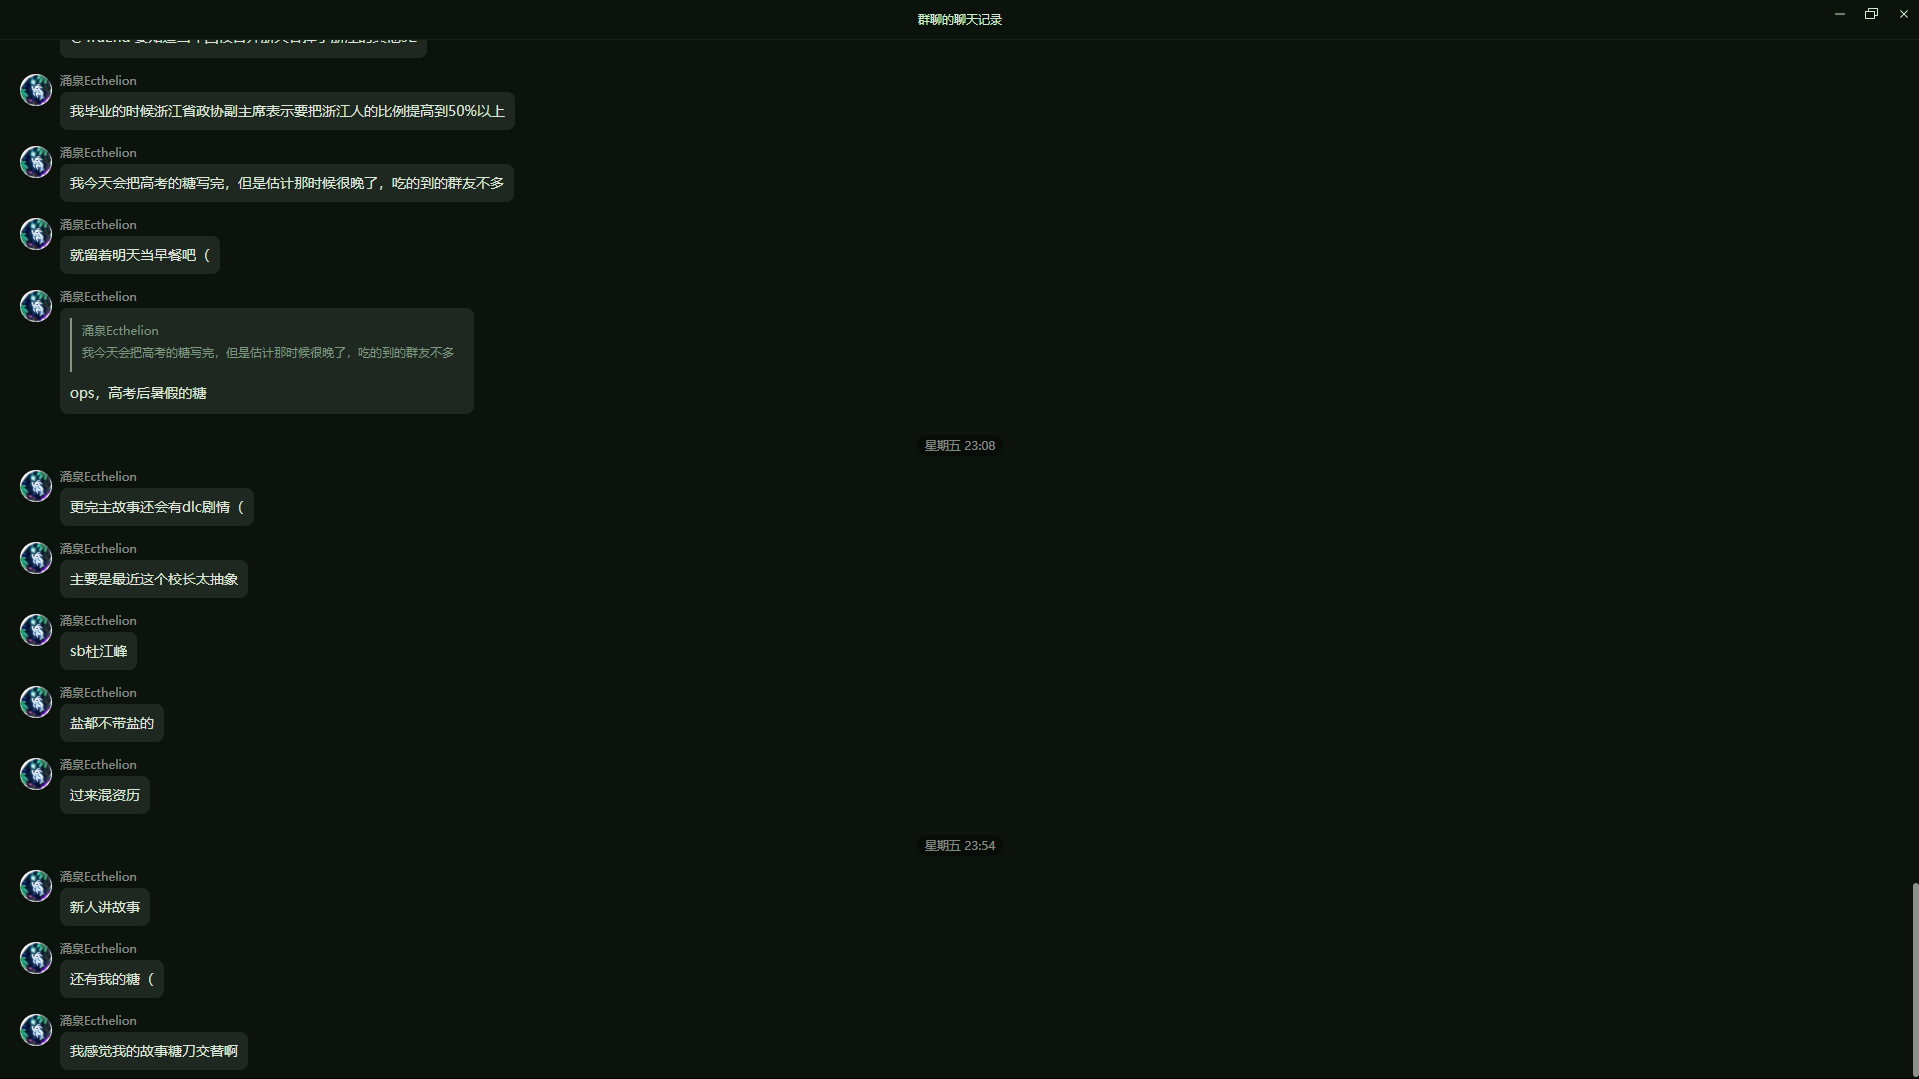 群聊的聊天记录
涌泉Ecthelion
我毕业的时候浙江省政协副主席表示要把浙江人的比例提高到50%以上
涌泉Ecthelion
我今天会把高考的糖写完，但是估计那时候很晚了，吃的到的群友不多
涌泉Ecthelion
就留着明天当早餐吧（
涌泉Ecthelion
涌泉Ecthelion
我今天会把高考的糖写完，但是估计那时候很晚了，吃的到的群友不多
ops，高考后暑假的糖
星期五 23:08
涌泉Ecthelion
更完主故事还会有dlc剧情（
涌泉Ecthelion
主要是最近这个校长太抽象
涌泉Ecthelion
sb杜江峰
涌泉Ecthelion
盐都不带盐的
涌泉Ecthelion
过来混资历
星期五 23:54
涌泉Ecthelion
新人讲故事
涌泉Ecthelion
还有我的糖（
涌泉Ecthelion
我感觉我的故事糖刀交替啊